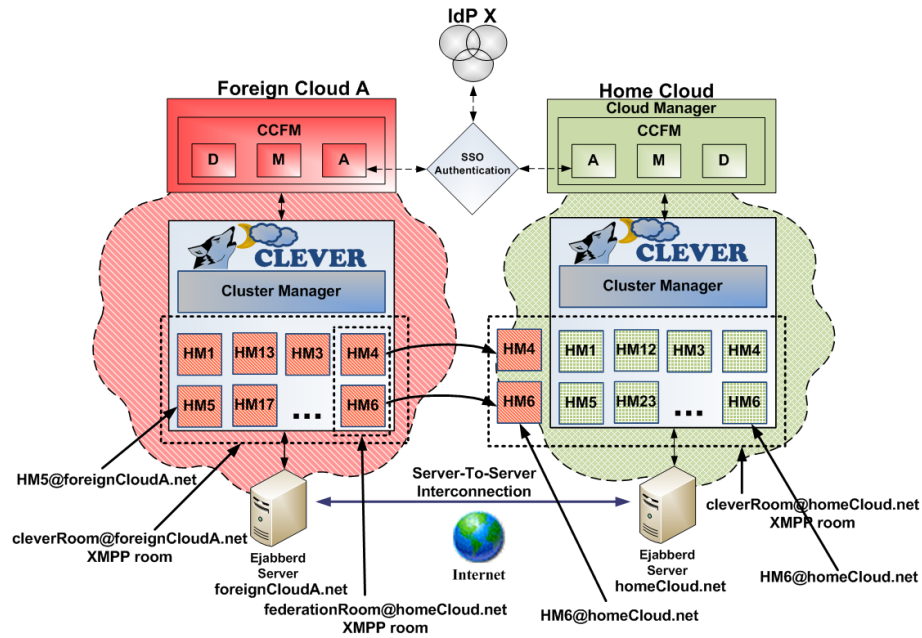 IdP X
Foreign Cloud A
Home Cloud
Cloud Manager
CCFM
D
M
A
SSO
Authentication
CCFM
A
M
D
CLEVER
Cluster Manager
CLEVER
Cluster Manager
HM1
HM13
HM3
HM4
HM5
HM17
...
HM6
HM4
HM6
HM1
HM12
HM3
HM4
HM5
HM23
...
HM6
HM5@foreignCloudA.net
Server-To-Server
Interconnection
cleverRoom@homeCloud.net
XMPP room
cleverRoom@foreignCloudA.net
XMPP room
Ejabberd
Server
foreignCloudA.net
Internet
Ejabberd
Server
homeCloud.net
HM6@homeCloud.net
federationRoom@homeCloud.net
XMPP room
HM6@homeCloud.net